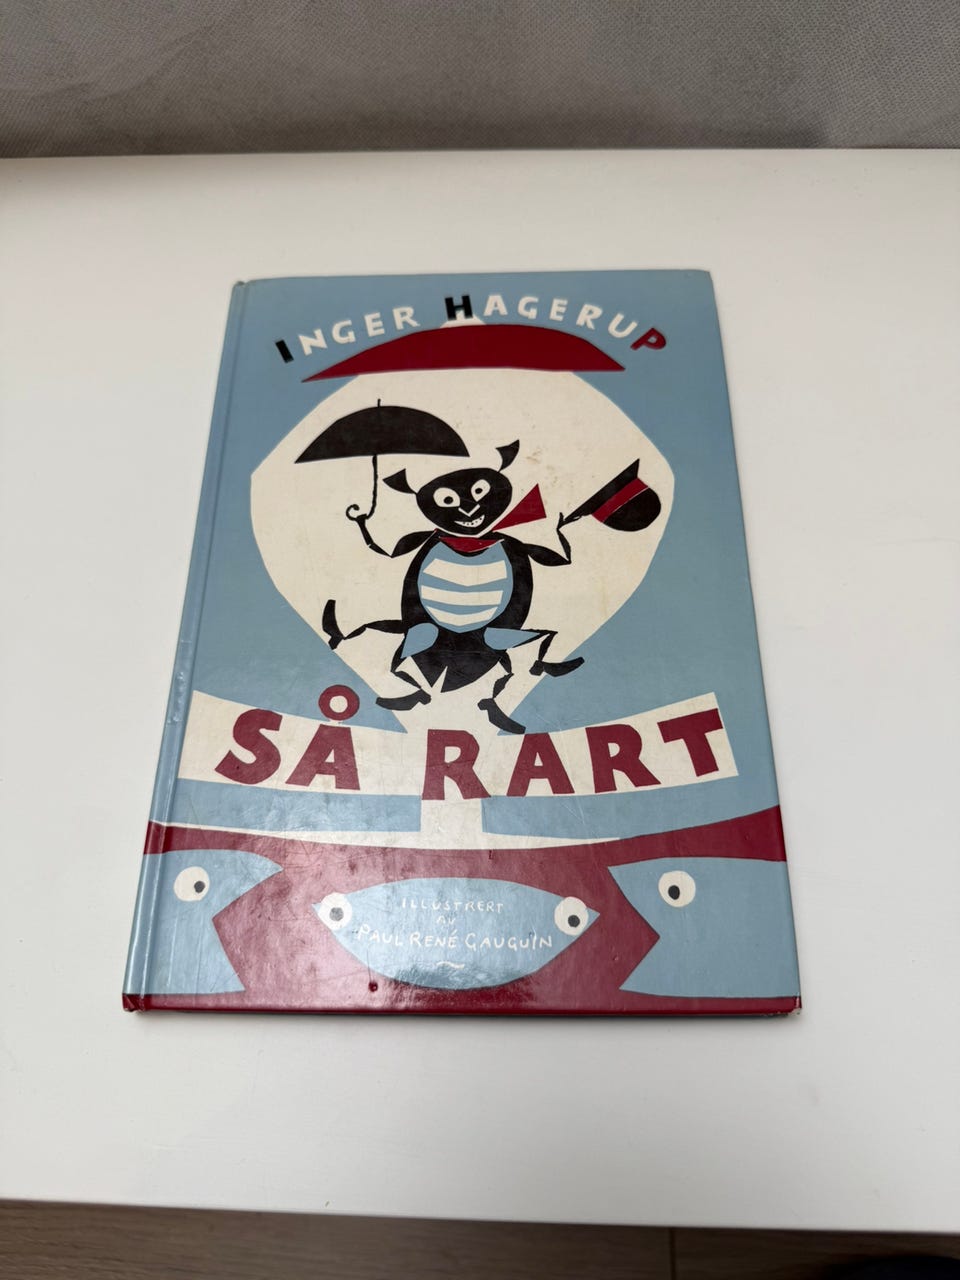 INGER HAGERUP
SÅ RART
ILLUSTRERT
AV
PAUL RENÉ GAUGUIN